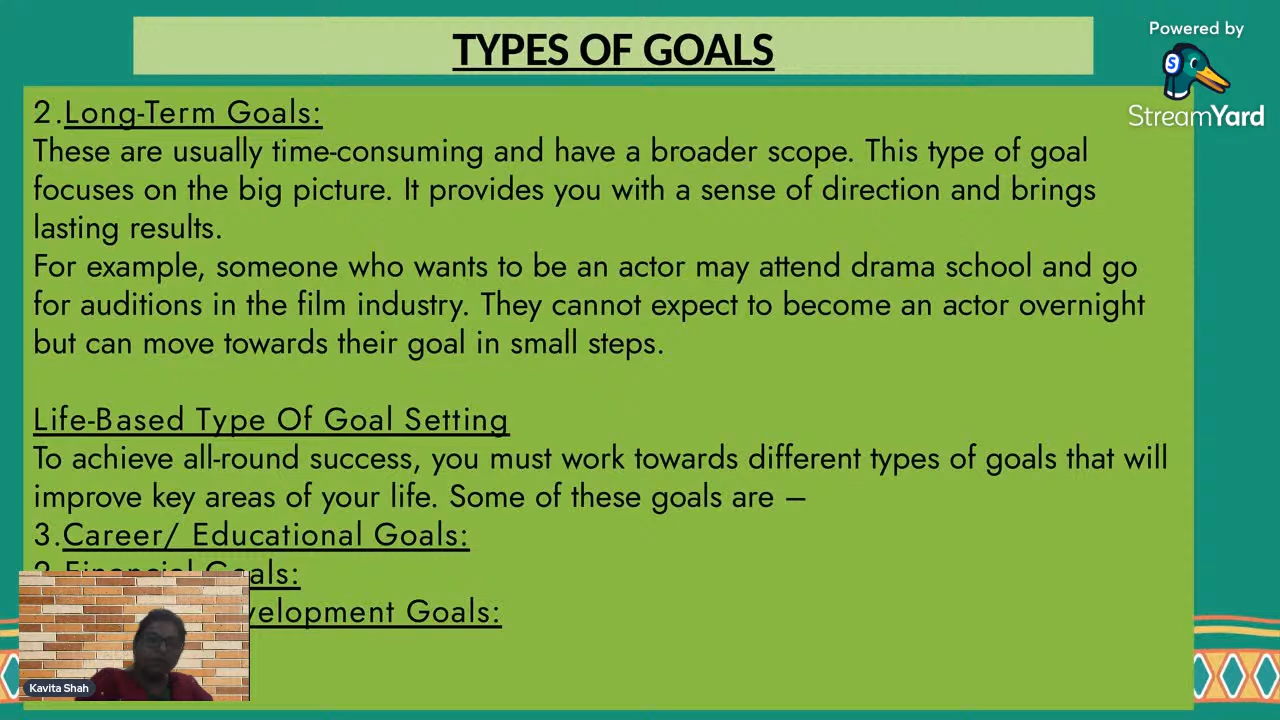 TYPES OF GOALS
Powered by
S
StreamYard
2.Long-Term Goals:
These are usually time-consuming and have a broader scope. This type of goal
focuses on the big picture. It provides you with a sense of direction and brings
lasting results.
For example, someone who wants to be an actor may attend drama school and go
for auditions in the film industry. They cannot expect to become an actor overnight
but can move towards their goal in small steps.
Life-Based Type Of Goal Setting
To achieve all-round success, you must work towards different types of goals that will
improve key areas of your life. Some of these goals are –
3.Career/ Educational Goals:
2.Financial Goals:
velopment Goals:
Kavita Shah